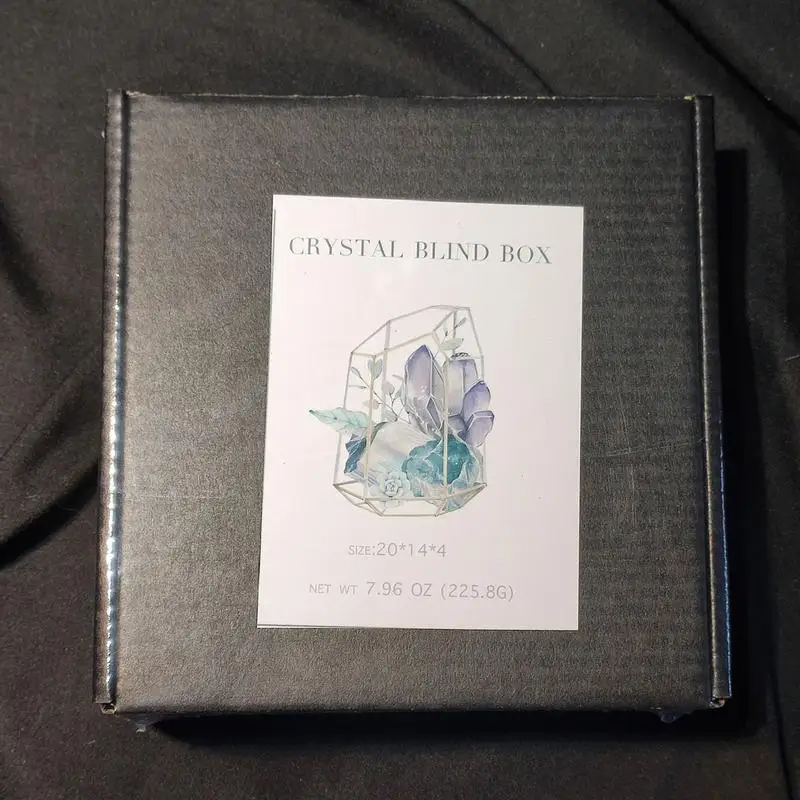 CRYSTAL BLIND BOX
SIZE:20*14*4
NET WT 7.96 OZ (225.8G)